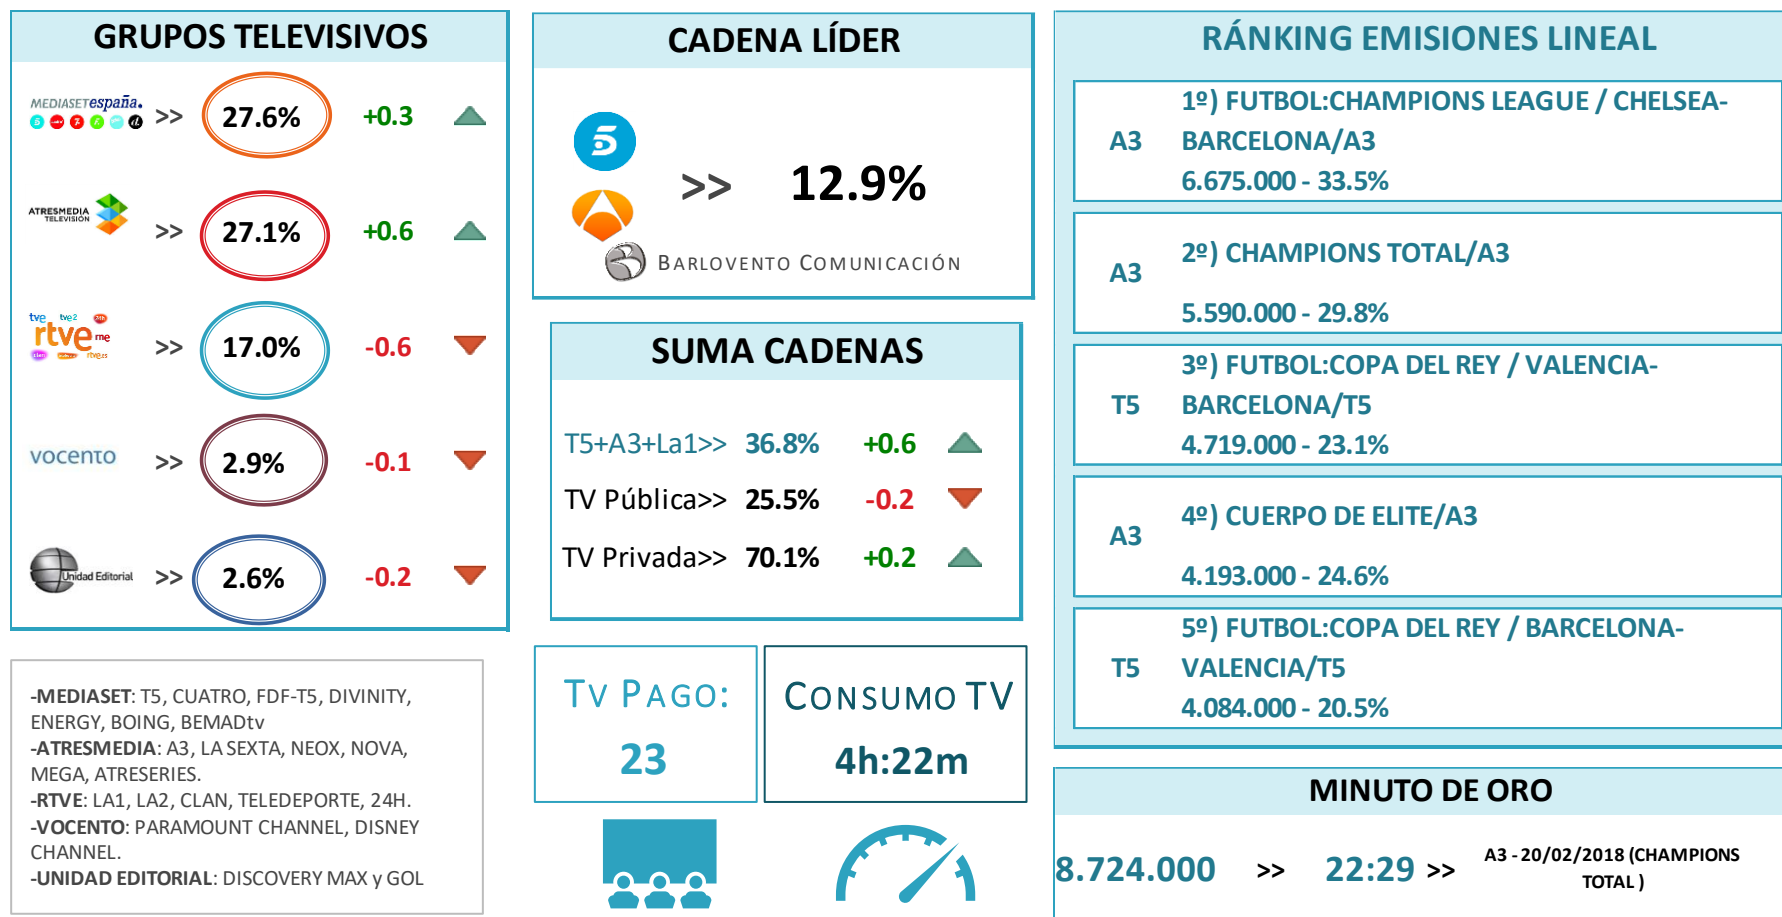 GRUPOS TELEVISIVOS
MEDIASETespaña.
>> 27.6% +0.3
ATRESMEDIA
TELEVISIÓN
>> 27.1% +0.6
tve tve2 24h
rtve rne
clan rtve.es
>> 17.0% -0.6
vocento >> 2.9% -0.1
Unidad Editorial >> 2.6% -0.2
-MEDIASET: T5, CUATRO, FDF-T5, DIVINITY,
ENERGY, BOING, BEMADtv
-ATRESMEDIA: A3, LA SEXTA, NEOX, NOVA,
MEGA, ATRESERIES.
-RTVE: LA1, LA2, CLAN, TELEDEPORTE, 24H.
-VOCENTO: PARAMOUNT CHANNEL, DISNEY
CHANNEL.
-UNIDAD EDITORIAL: DISCOVERY MAX y GOL
CADENA LÍDER
5
>> 12.9%
BARLOVENTO COMUNICACIÓN
SUMA CADENAS
T5+A3+La1>> 36.8% +0.6
TV Pública>> 25.5% -0.2
TV Privada>> 70.1% +0.2
TV PAGO:
23
CONSUMO TV
4h:22m
RÁNKING EMISIONES LINEAL
A3
1º) FUTBOL:CHAMPIONS LEAGUE / CHELSEA-
BARCELONA/A3
6.675.000 - 33.5%
A3
2º) CHAMPIONS TOTAL/A3
5.590.000 - 29.8%
T5
3º) FUTBOL:COPA DEL REY / VALENCIA-
BARCELONA/T5
4.719.000 - 23.1%
A3
4º) CUERPO DE ELITE/A3
4.193.000 - 24.6%
T5
5º) FUTBOL:COPA DEL REY / BARCELONA-
VALENCIA/T5
4.084.000 - 20.5%
MINUTO DE ORO
8.724.000 >> 22:29 >>
A3 - 20/02/2018 (CHAMPIONS
TOTAL )